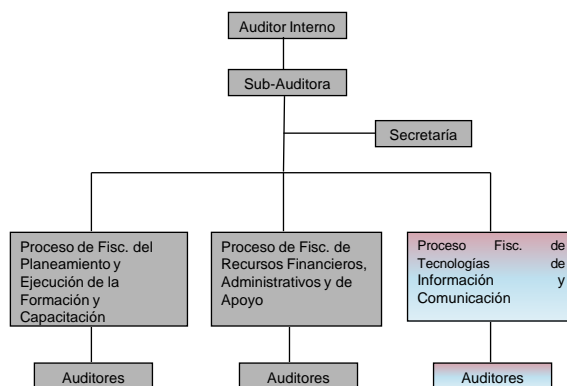 Auditor Interno
Sub-Auditora
Secretaría
Proceso de Fisc. del
Planeamiento y
Ejecución de la
Formación y
Capacitación
Proceso de Fisc. de
Recursos Financieros,
Administrativos y de
Apoyo
Proceso Fisc. de
Tecnologías de
Información y
Comunicación
Auditores
Auditores
Auditores